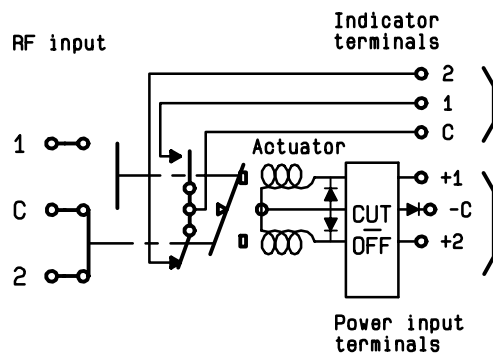 Indicator
terminals
RF input
2
1
C
Actuator
1
+1
C
CUT
-C
OFF
+2
2
Power input
terminals